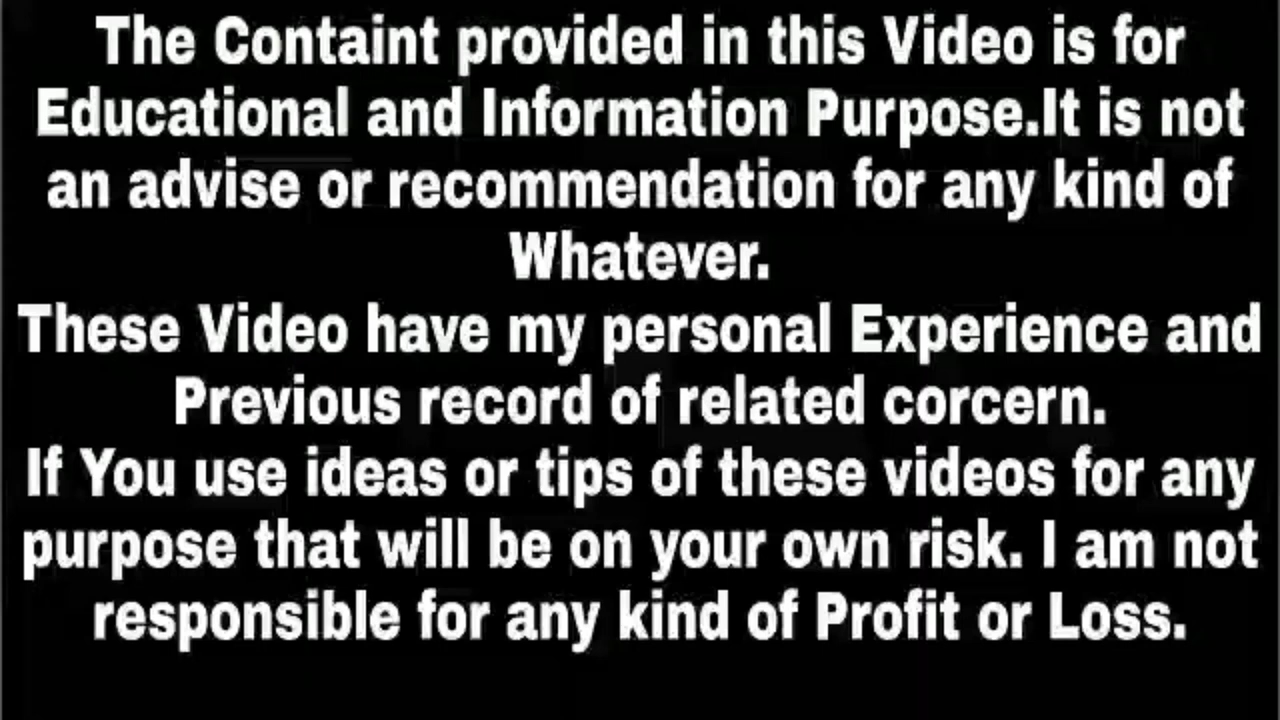 The Containt provided in this Video is for
Educational and Information Purpose.It is not
an advise or recommendation for any kind of
Whatever.
These Video have my personal Experience and
Previous record of related corcern.
If You use ideas or tips of these videos for any
purpose that will be on your own risk. I am not
responsible for any kind of Profit or Loss.